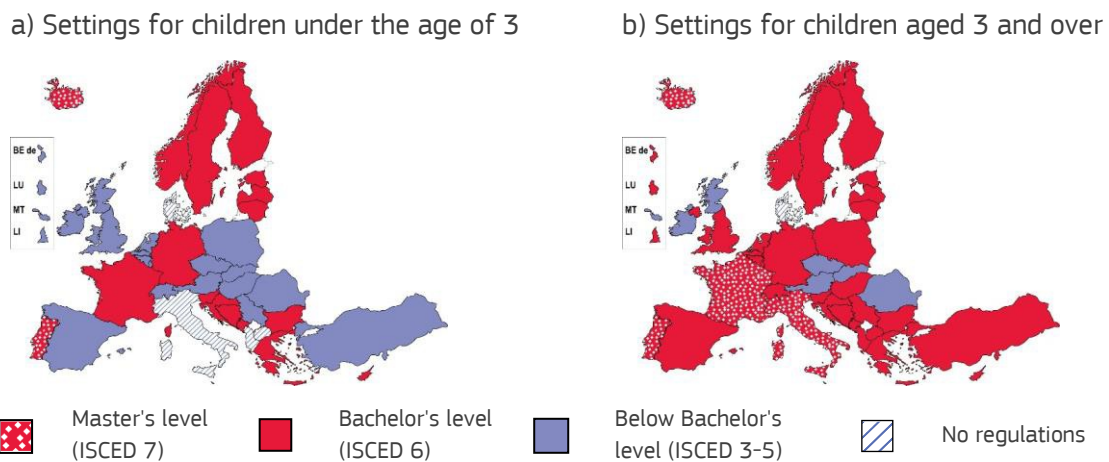 a) Settings for children under the age of 3
b) Settings for children aged 3 and over
BE de
LU
MT
LI
BE de
LU
MT
LI
Master's level
(ISCED 7)
Bachelor's level
(ISCED 6)
Below Bachelor's
level (ISCED 3-5)
No regulations